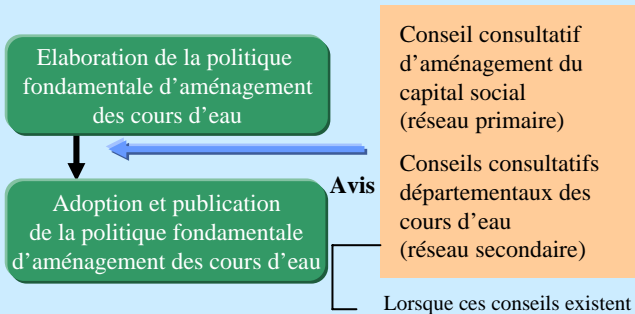 Elaboration de la politique
fondamentale d'aménagement
des cours d'eau
Conseil consultatif
d'aménagement du
capital social
(réseau primaire)
Conseils consultatifs
départementaux des
cours d'eau
(réseau secondaire)
Avis
Adoption et publication
de la politique fondamentale
d'aménagement des cours d'eau
Lorsque ces conseils existent